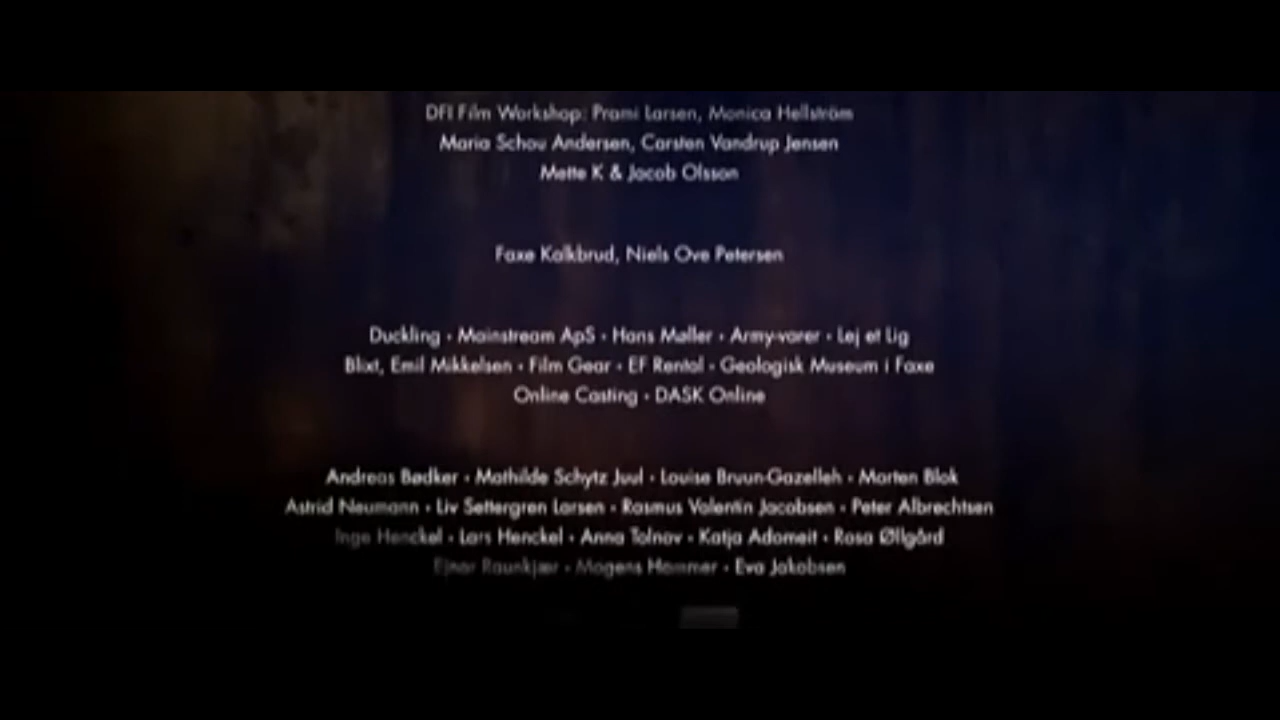 DFI Film Workshop: Prami Larsen, Monica Hellström
Maria Schou Andersen, Carsten Vandrup Jensen
Mette K & Jacob Olsson
Faxe Kalkbrud, Niels Ove Petersen
Duckling • Mainstream ApS • Hans Møller • Army-varer • Lej et Lig
Blixt, Emil Mikkelsen • Film Gear • EF Rental • Geologisk Museum i Faxe
Online Casting • DASK Online
Andreas Bødker • Mathilde Schytz Juul • Louise Bruun-Gazelleh • Morten Blok
Astrid Neumann • Liv Settergren Larsen • Rasmus Valentin Jacobsen • Peter Albrechtsen
Inge Henckel • Lars Henckel • Anna Tolnov • Katja Adomeit • Rosa Øllgård
Ejnar Raunkjær • Mogens Hammer • Eva Jakobsen